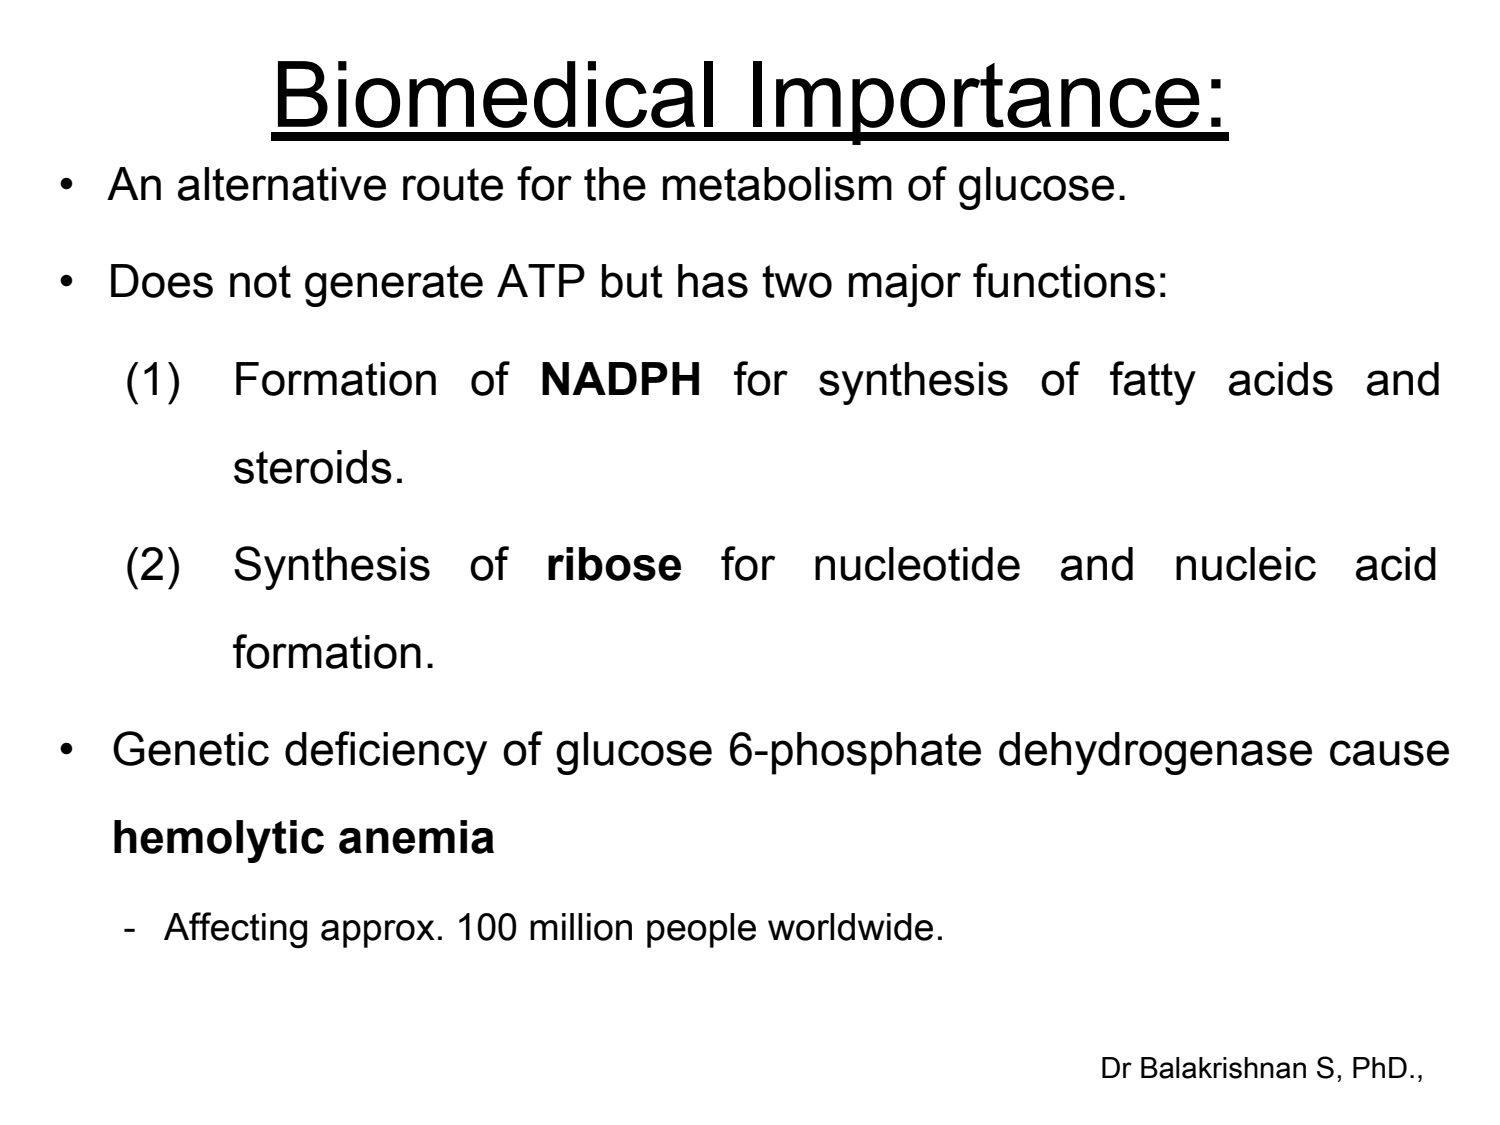 Biomedical Importance:
• An alternative route for the metabolism of glucose.
• Does not generate ATP but has two major functions:
(1) Formation of NADPH for synthesis of fatty acids and
steroids.
(2) Synthesis of ribose for nucleotide and nucleic acid
formation.
• Genetic deficiency of glucose 6-phosphate dehydrogenase cause
hemolytic anemia
- Affecting approx. 100 million people worldwide.
Dr Balakrishnan S, PhD.,